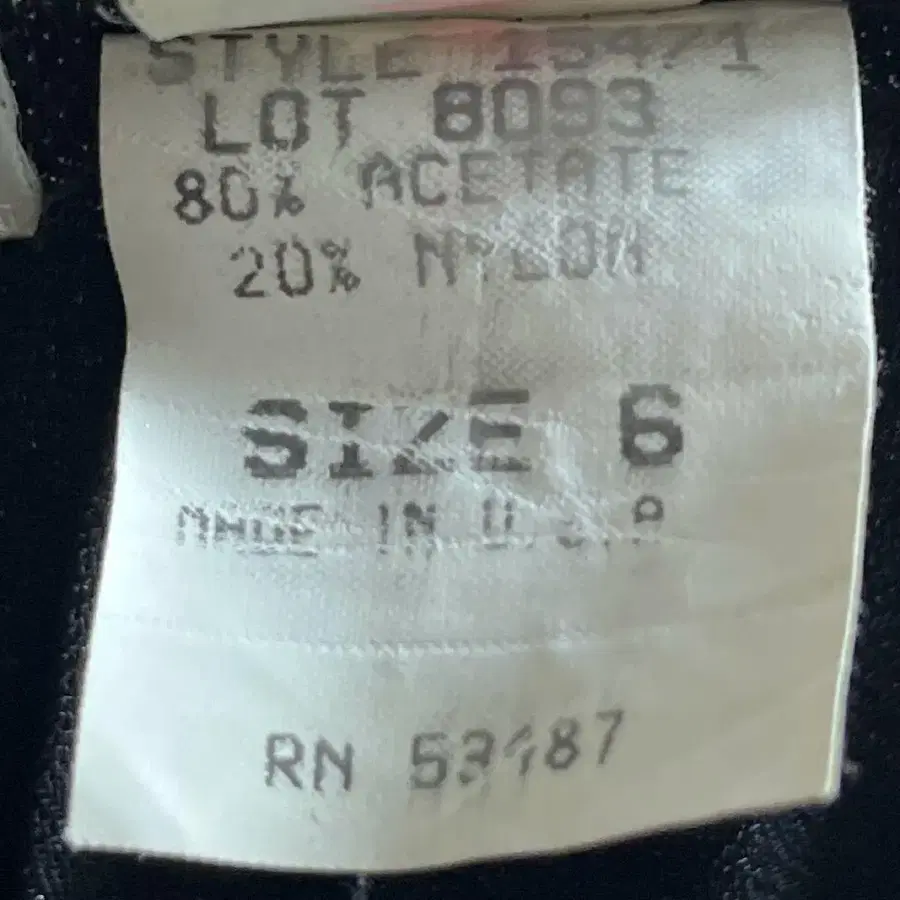 STYLE 15471
LOT 8093
80% ACETATE
20% NYLON
SIZE 6
MADE IN U.S.A
RN 53487